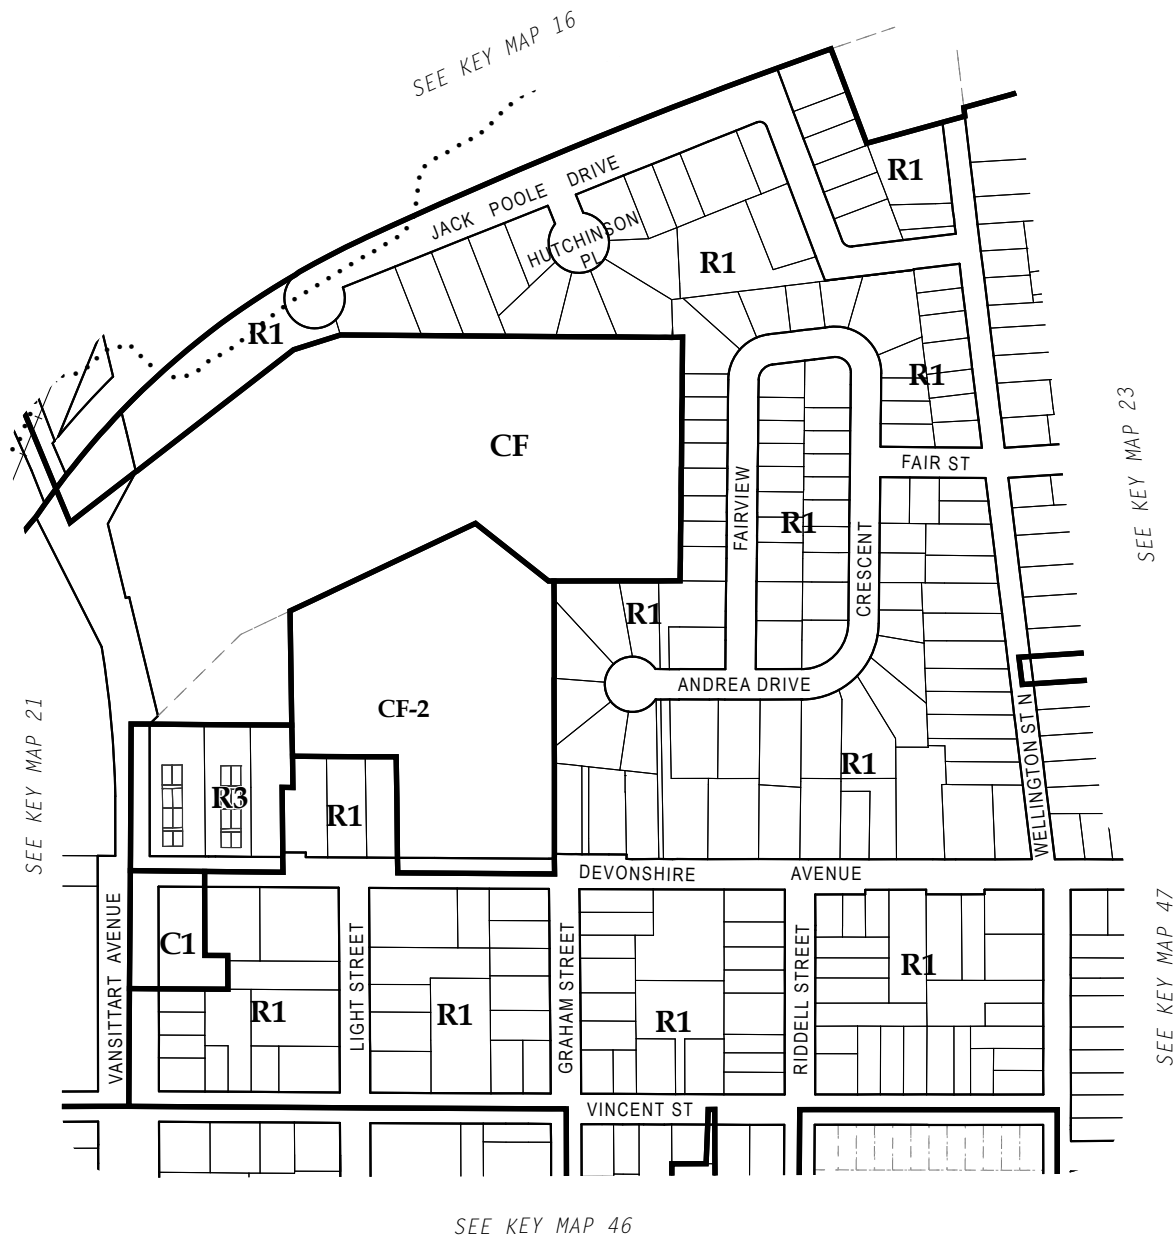 SEE KEY MAP 16
R1
JACK POOLE DRIVE
HUTCHINSON
PL
R1
R1
R1
CF
SEE KEY MAP 23
FAIR ST
FAIRVIEW
R1
CRESCENT
R1
ANDREA DRIVE
CF-2
SEE KEY MAP 21
WELLINGTON ST N
R1
R3
R1
DEVONSHIRE AVENUE
VANSITTART AVENUE
C1
LIGHT STREET
GRAHAM STREET
RIDDELL STREET
R1
SEE KEY MAP 47
R1
R1
R1
VINCENT ST
SEE KEY MAP 46